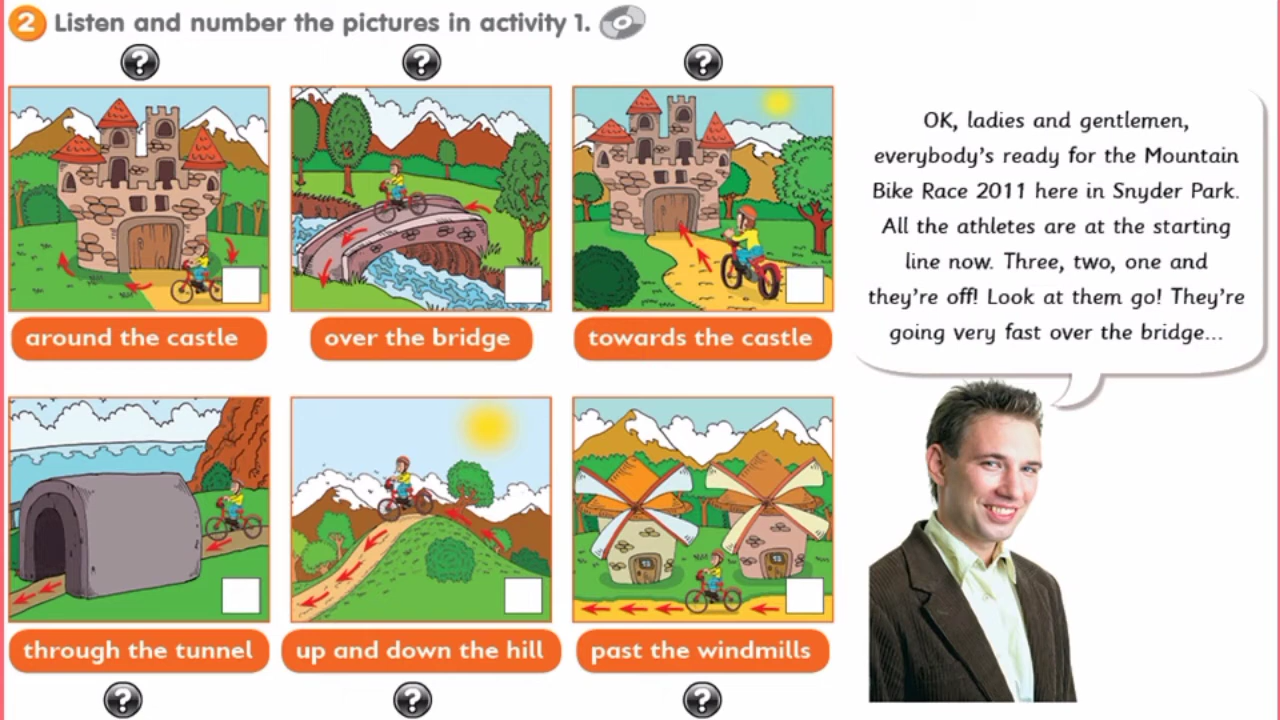 2 Listen and number the pictures in activity 1.
? ? ?
around the castle
over the bridge
towards the castle
through the tunnel
up and down the hill
past the windmills
? ? ?
OK, ladies and gentlemen,
everybody's ready for the Mountain
Bike Race 2011 here in Snyder Park.
All the athletes are at the starting
line now. Three, two, one and
they're off! Look at them go! They're
going very fast over the bridge...